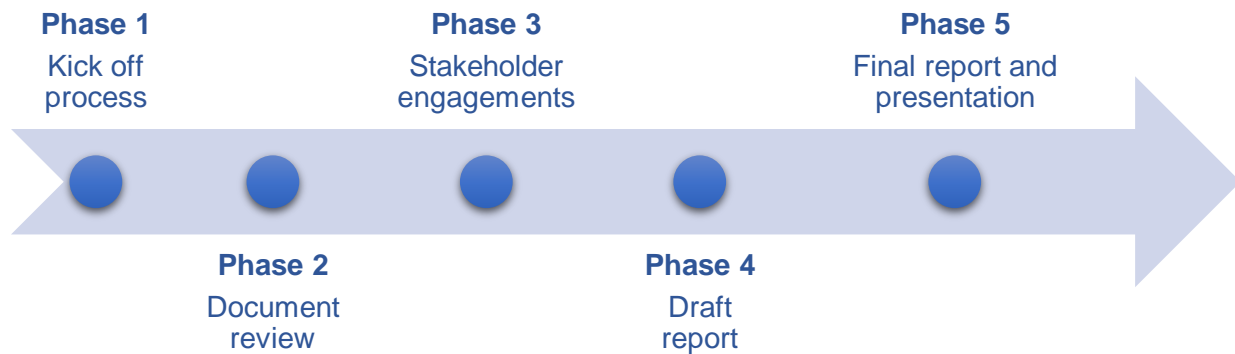 Phase 1
Kick off
process
Phase 2
Document
review
Phase 3
Stakeholder
engagements
Phase 4
Draft
report
Phase 5
Final report and
presentation